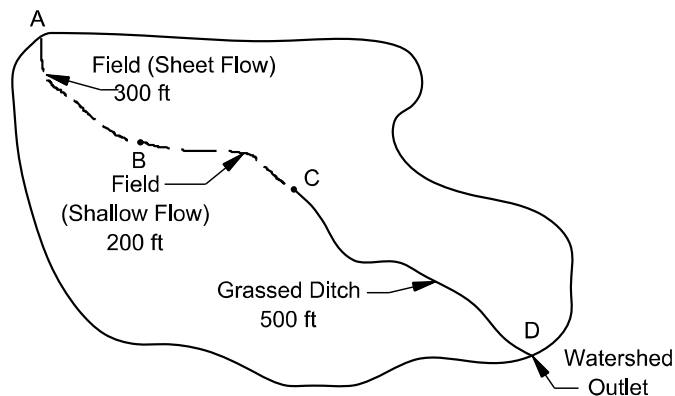 A
Field (Sheet Flow)
300 ft
B
Field
(Shallow Flow)
200 ft
C
Grassed Ditch
500 ft
D
Watershed
Outlet